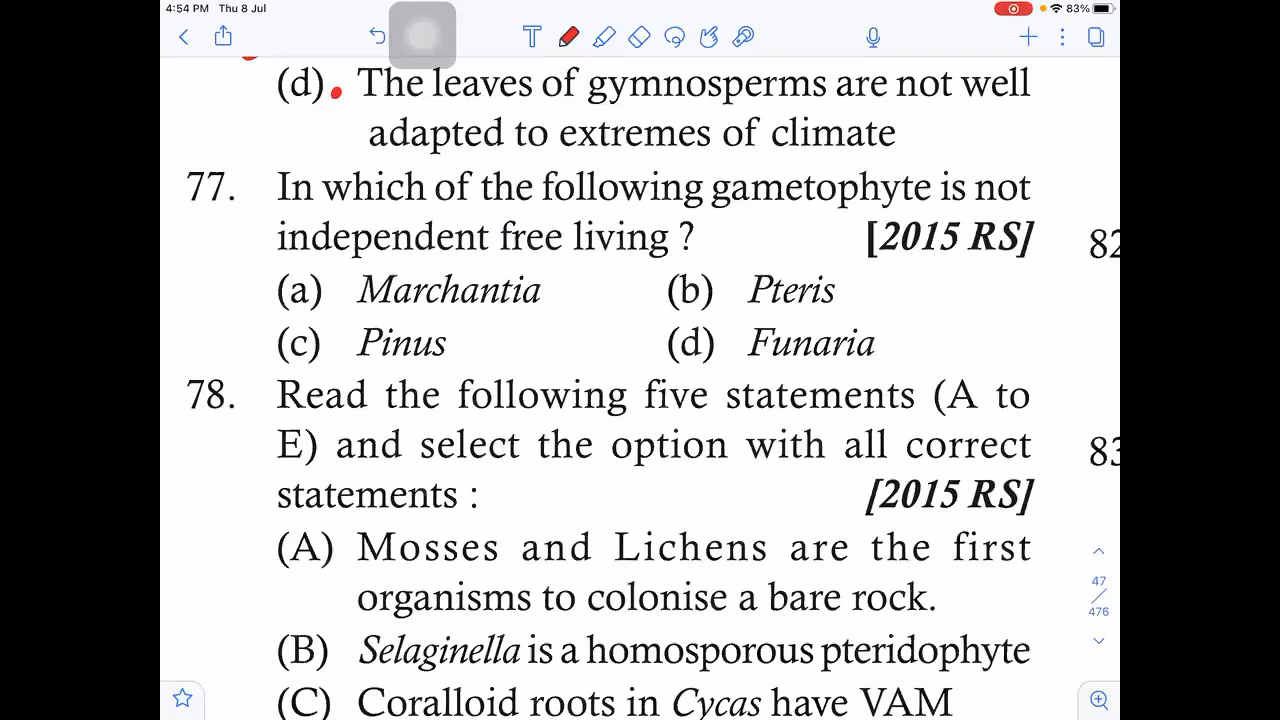 4:54 PM Thu 8 Jul
83%
T
(d) The leaves of gymnosperms are not well
adapted to extremes of climate
77. In which of the following gametophyte is not
independent free living ? [2015 RS]
82
(a) Marchantia (b) Pteris
(c) Pinus (d) Funaria
78. Read the following five statements (A to
E) and select the option with all correct
83
statements : [2015 RS]
(A) Mosses and Lichens are the first
organisms to colonise a bare rock.
47
476
(B) Selaginella is a homosporous pteridophyte
(C) Coralloid roots in Cycas have VAM